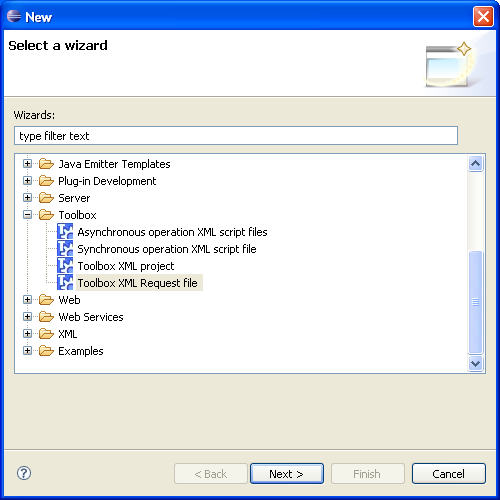 New
Select a wizard
Wizards:
type filter text
Java Emitter Templates
Plug-in Development
Server
Toolbox
Asynchronous operation XML script files
Synchronous operation XML script file
Toolbox XML project
Toolbox XML Request file
Web
Web Services
XML
Examples
? < Back Next > Finish Cancel